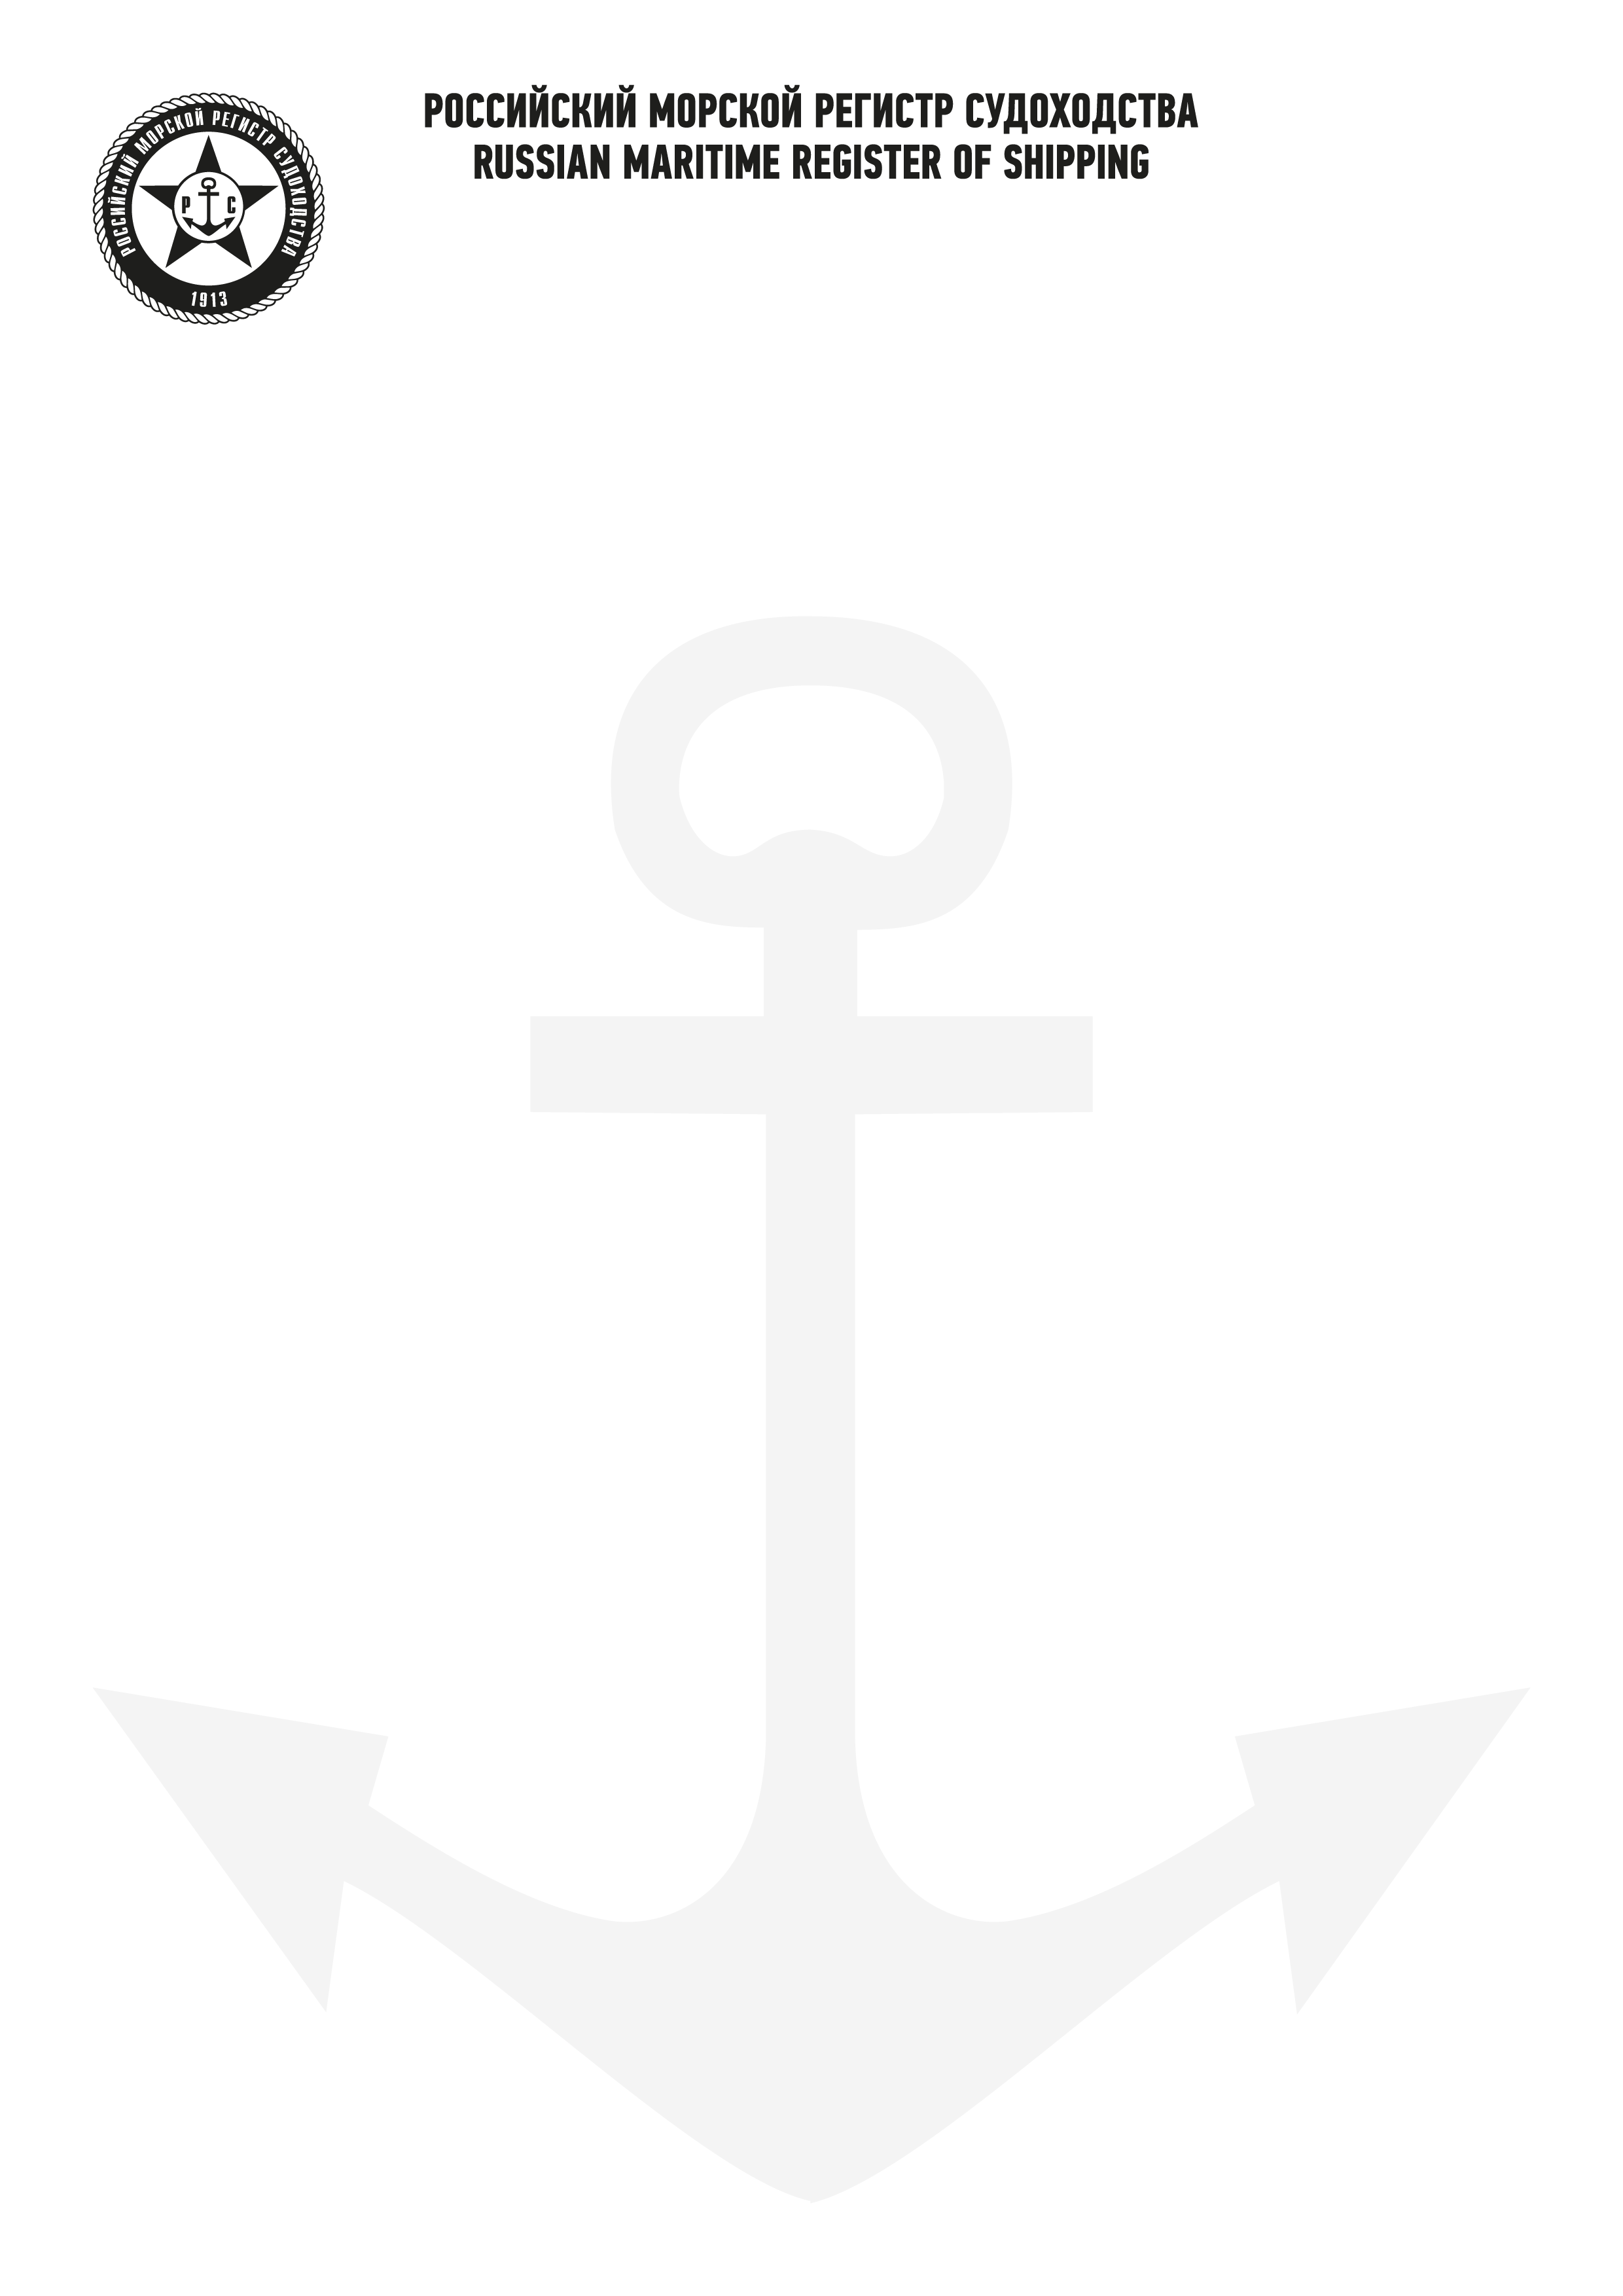 РОССИЙСКИЙ МОРСКОЙ РЕГИСТР СУДОХОДСТВА
RUSSIAN MARITIME REGISTER OF SHIPPING
РОССИЙСКИЙ МОРСКОЙ РЕГИСТР СУДОХОДСТВА
Р С
1913